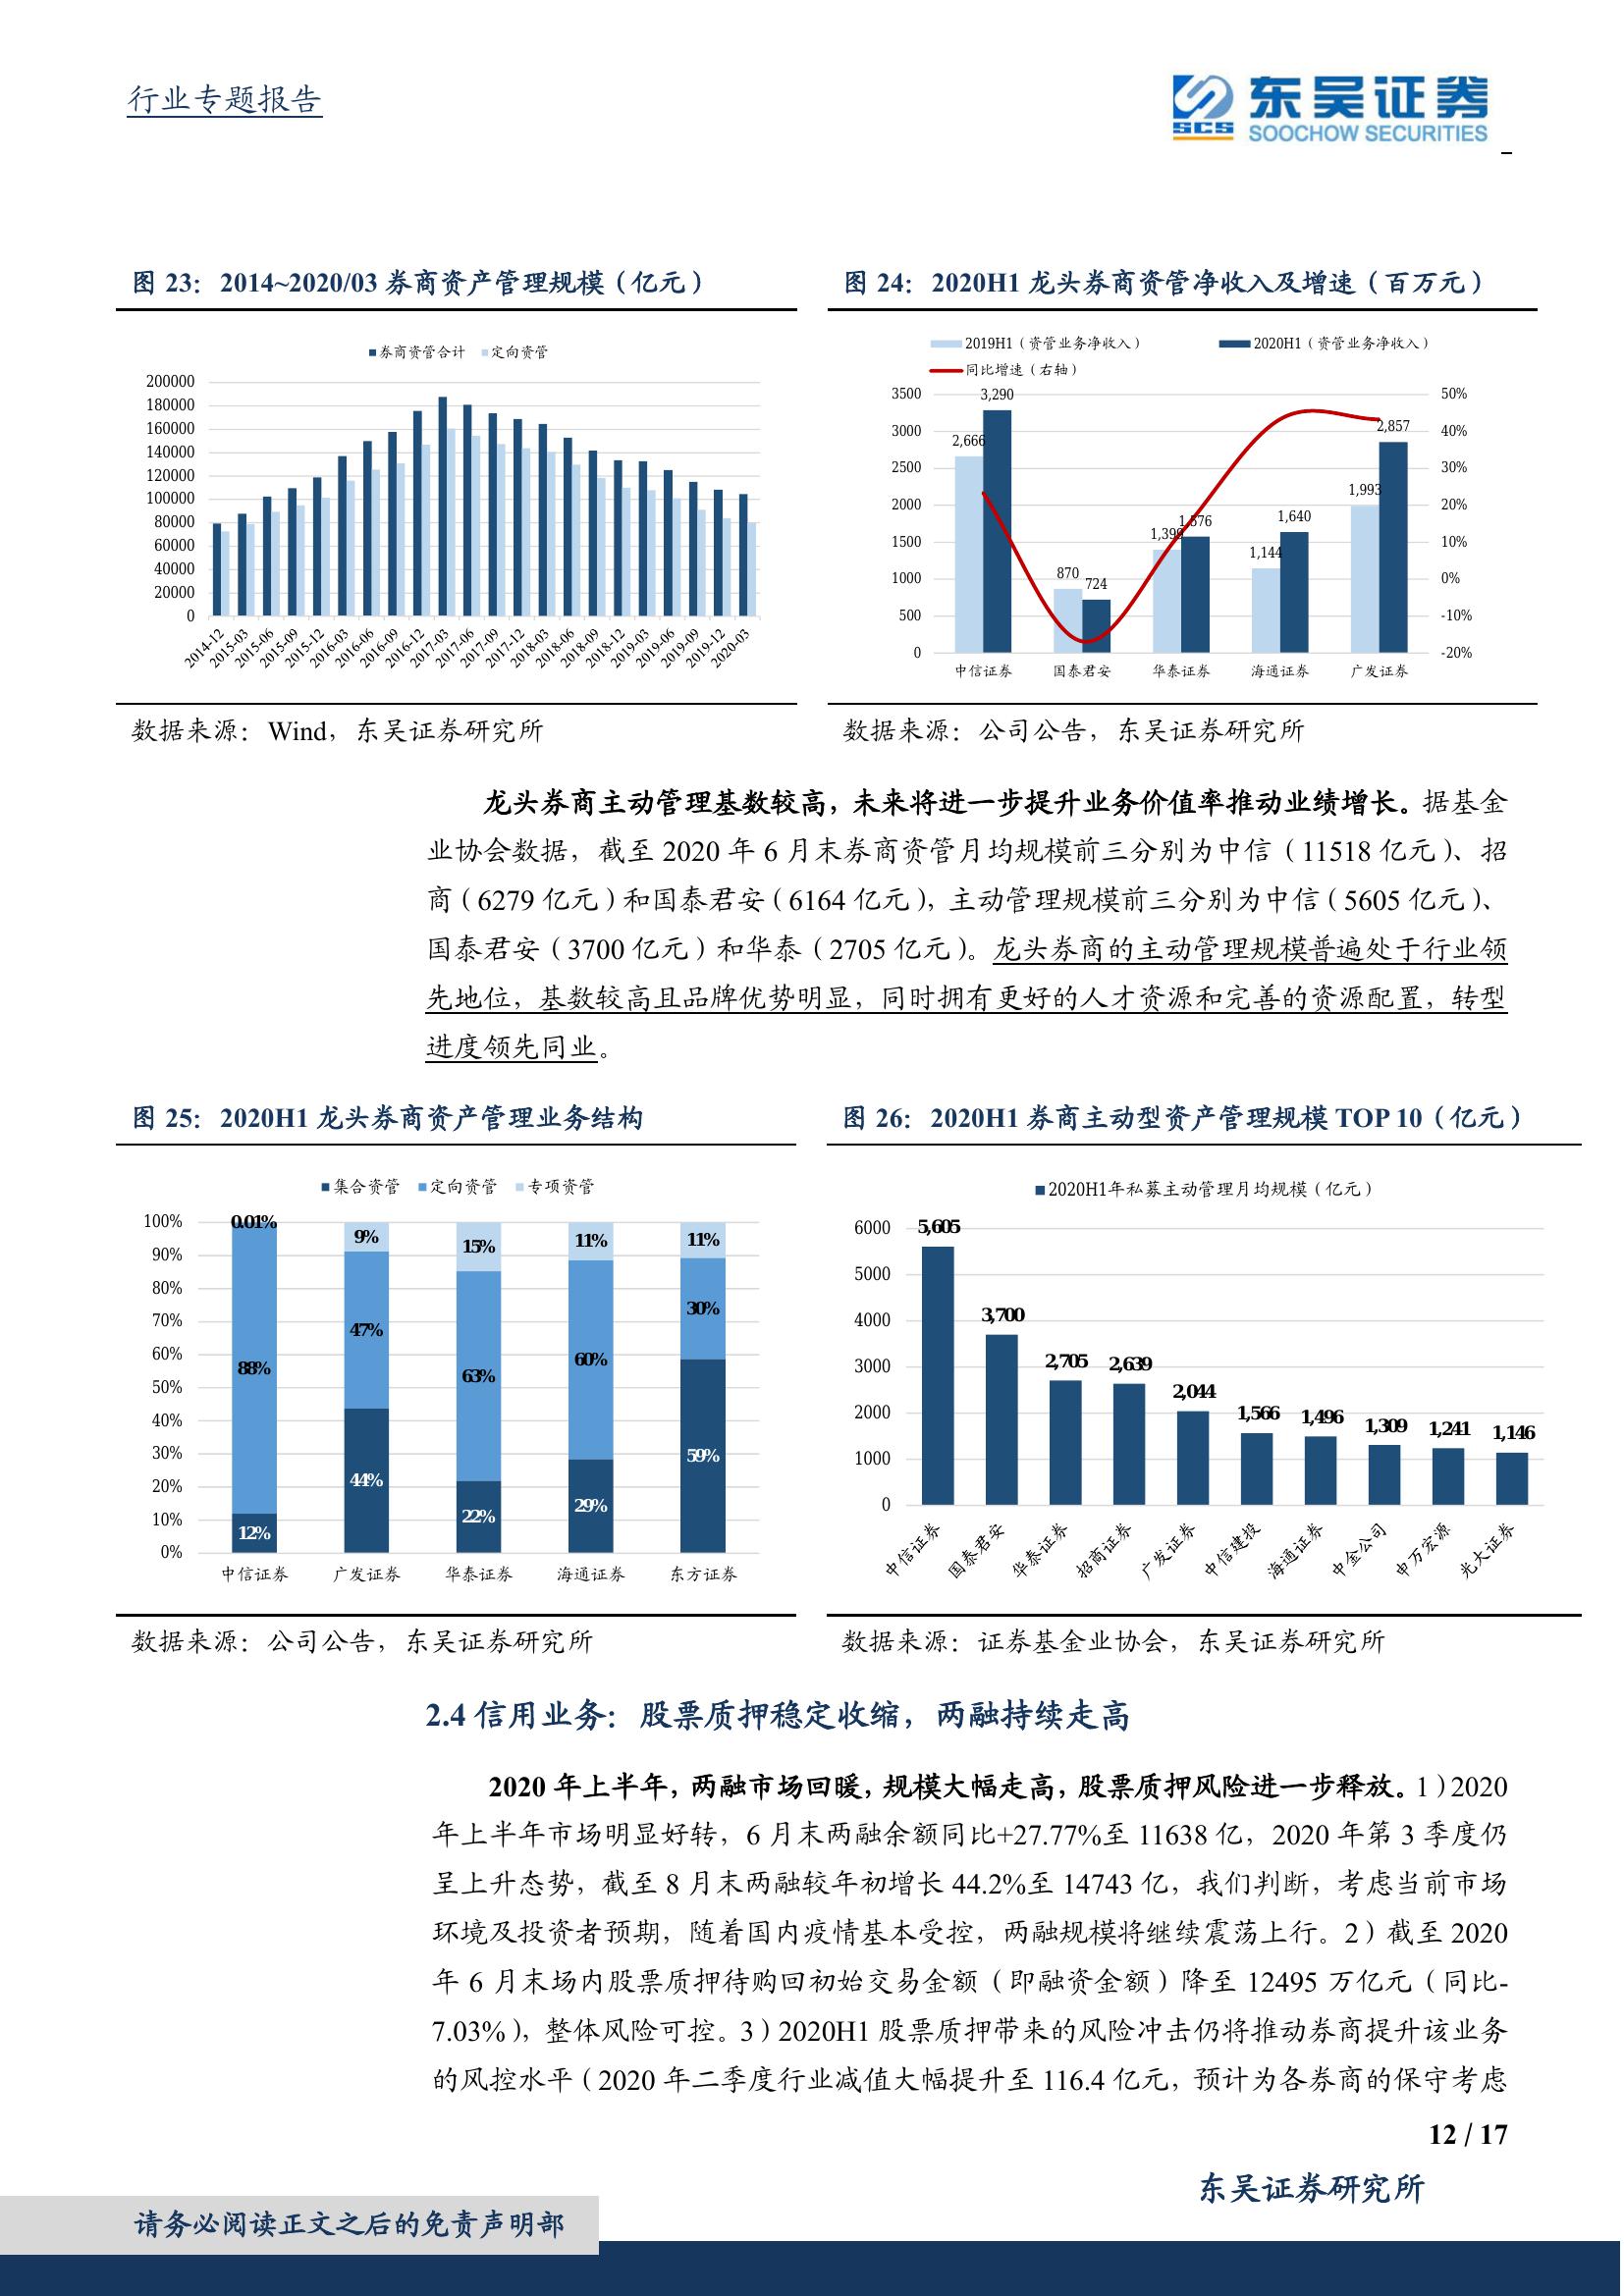 行业专题报告
东吴证券
SCS
SOOCHOW SECURITIES
图 23：2014~2020/03 券商资产管理规模（亿元）
券商资管合计 定向资管
200000
180000
160000
140000
120000
100000
80000
60000
40000
20000
0
2014-12 2015-03 2015-06 2015-09 2015-12 2016-03 2016-06 2016-09 2016-12 2017-03 2017-06 2017-09 2017-12 2018-03 2018-06 2018-09 2018-12 2019-03 2019-06 2019-09 2019-12 2020-03
数据来源：Wind，东吴证券研究所
图 24：2020H1 龙头券商资管净收入及增速（百万元）
2019H1（资管业务净收入） 2020H1（资管业务净收入）
同比增速（右轴）
3500
3000
2500
2000
1500
1000
500
0
50%
40%
30%
20%
10%
0%
-10%
-20%
2,666 3,290
870 724
1,399 1,576
1,144 1,640
1,993 2,857
中信证券 国泰君安 华泰证券 海通证券 广发证券
数据来源：公司公告，东吴证券研究所
龙头券商主动管理基数较高，未来将进一步提升业务价值率推动业绩增长。据基金
业协会数据，截至 2020 年 6 月末券商资管月均规模前三分别为中信（11518 亿元）、招
商（6279 亿元）和国泰君安（6164 亿元），主动管理规模前三分别为中信（5605 亿元）、
国泰君安（3700 亿元）和华泰（2705 亿元）。龙头券商的主动管理规模普遍处于行业领
先地位，基数较高且品牌优势明显，同时拥有更好的人才资源和完善的资源配置，转型
进度领先同业。
图 25：2020H1 龙头券商资产管理业务结构
集合资管 定向资管 专项资管
100%
90%
80%
70%
60%
50%
40%
30%
20%
10%
0%
0.01% 88% 12%
9% 47% 44%
15% 63% 22%
11% 60% 29%
11% 30% 59%
中信证券 广发证券 华泰证券 海通证券 东方证券
数据来源：公司公告，东吴证券研究所
图 26：2020H1 券商主动型资产管理规模 TOP 10（亿元）
2020H1年私募主动管理月均规模（亿元）
6000
5000
4000
3000
2000
1000
0
5,605 3,700 2,705 2,639 2,044 1,566 1,496 1,309 1,241 1,146
中信证券 国泰君安 华泰证券 招商证券 广发证券 中信建投 海通证券 中金公司 申万宏源 光大证券
数据来源：证券基金业协会，东吴证券研究所
2.4 信用业务：股票质押稳定收缩，两融持续走高
2020 年上半年，两融市场回暖，规模大幅走高，股票质押风险进一步释放。1）2020
年上半年市场明显好转，6 月末两融余额同比+27.77%至 11638 亿，2020 年第 3 季度仍
呈上升态势，截至 8 月末两融较年初增长 44.2%至 14743 亿，我们判断，考虑当前市场
环境及投资者预期，随着国内疫情基本受控，两融规模将继续震荡上行。2）截至 2020
年 6 月末场内股票质押待购回初始交易金额（即融资金额）降至 12495 万亿元（同比-
7.03%），整体风险可控。3）2020H1 股票质押带来的风险冲击仍将推动券商提升该业务
的风控水平（2020 年二季度行业减值大幅提升至 116.4 亿元，预计为各券商的保守考虑
12 / 17
东吴证券研究所
请务必阅读正文之后的免责声明部